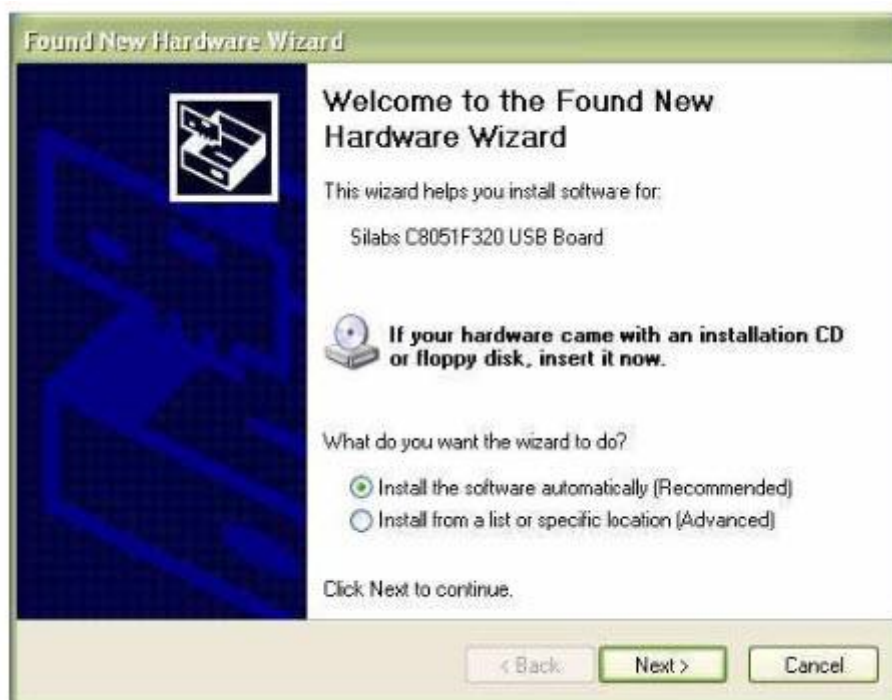 Found New Hardware Wizard
Welcome to the Found New
Hardware Wizard
This wizard helps you install software for:
Silabs C8051F320 USB Board
If your hardware came with an installation CD
or floppy disk, insert it now.
What do you want the wizard to do?
Install the software automatically (Recommended)
Install from a list or specific location (Advanced)
Click Next to continue.
< Back
Next >
Cancel